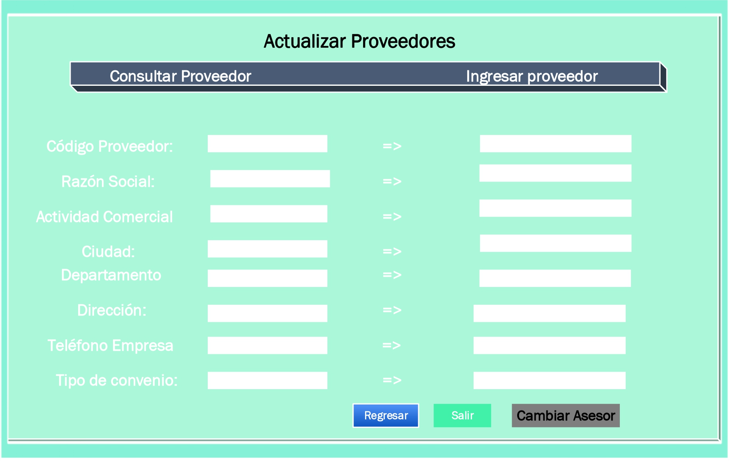 Actualizar Proveedores
Consultar Proveedor Ingresar proveedor
Código Proveedor: =>
Razón Social: =>
Actividad Comercial =>
Ciudad: =>
Departamento =>
Dirección: =>
Teléfono Empresa =>
Tipo de convenio: =>
Regresar Salir Cambiar Asesor